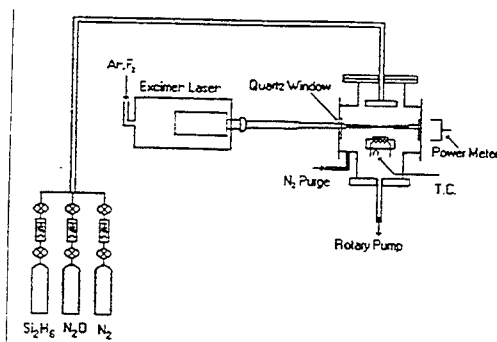 Ar,F2
Excimer Laser
Quartz Window
Power Meter
N2 Purge
T.C.
Rotary Pump
Si2H6 N2O N2